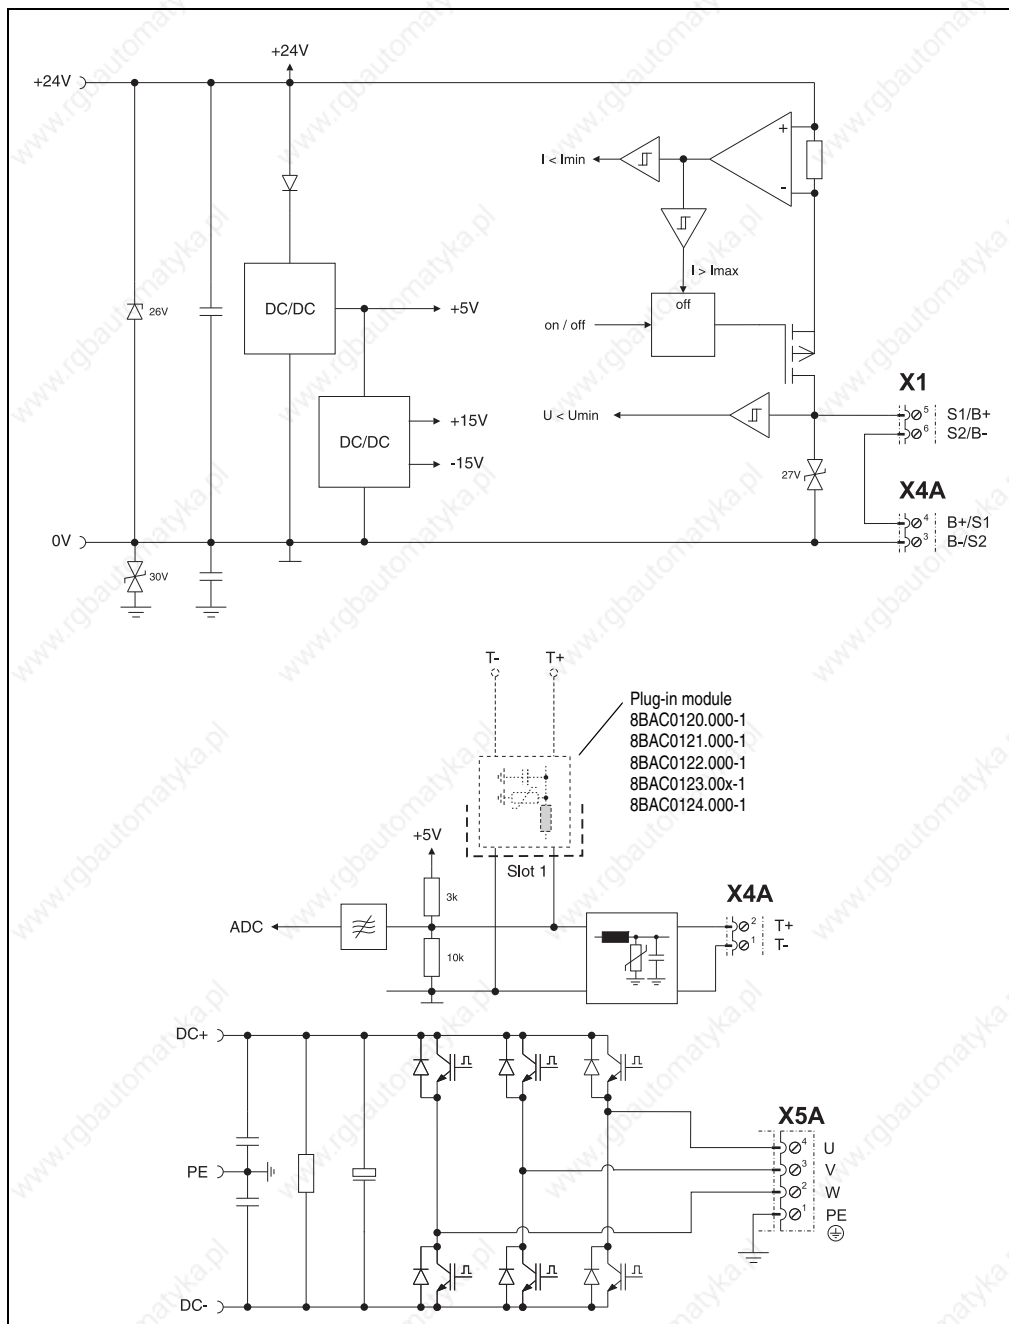 +24V
+24V
+
-
I < Imin
I > Imax
off
on / off
26V
DC/DC
+5V
DC/DC
+15V
-15V
U < Umin
27V
X1
5 S1/B+
6 S2/B-
X4A
4 B+/S1
3 B-/S2
0V
30V
T-
T+
Plug-in module
8BAC0120.000-1
8BAC0121.000-1
8BAC0122.000-1
8BAC0123.00x-1
8BAC0124.000-1
Slot 1
+5V
3k
10k
ADC
X4A
2 T+
1 T-
DC+
PE
DC-
X5A
4 U
3 V
2 W
1 PE
www.rgbautomatyka.pl